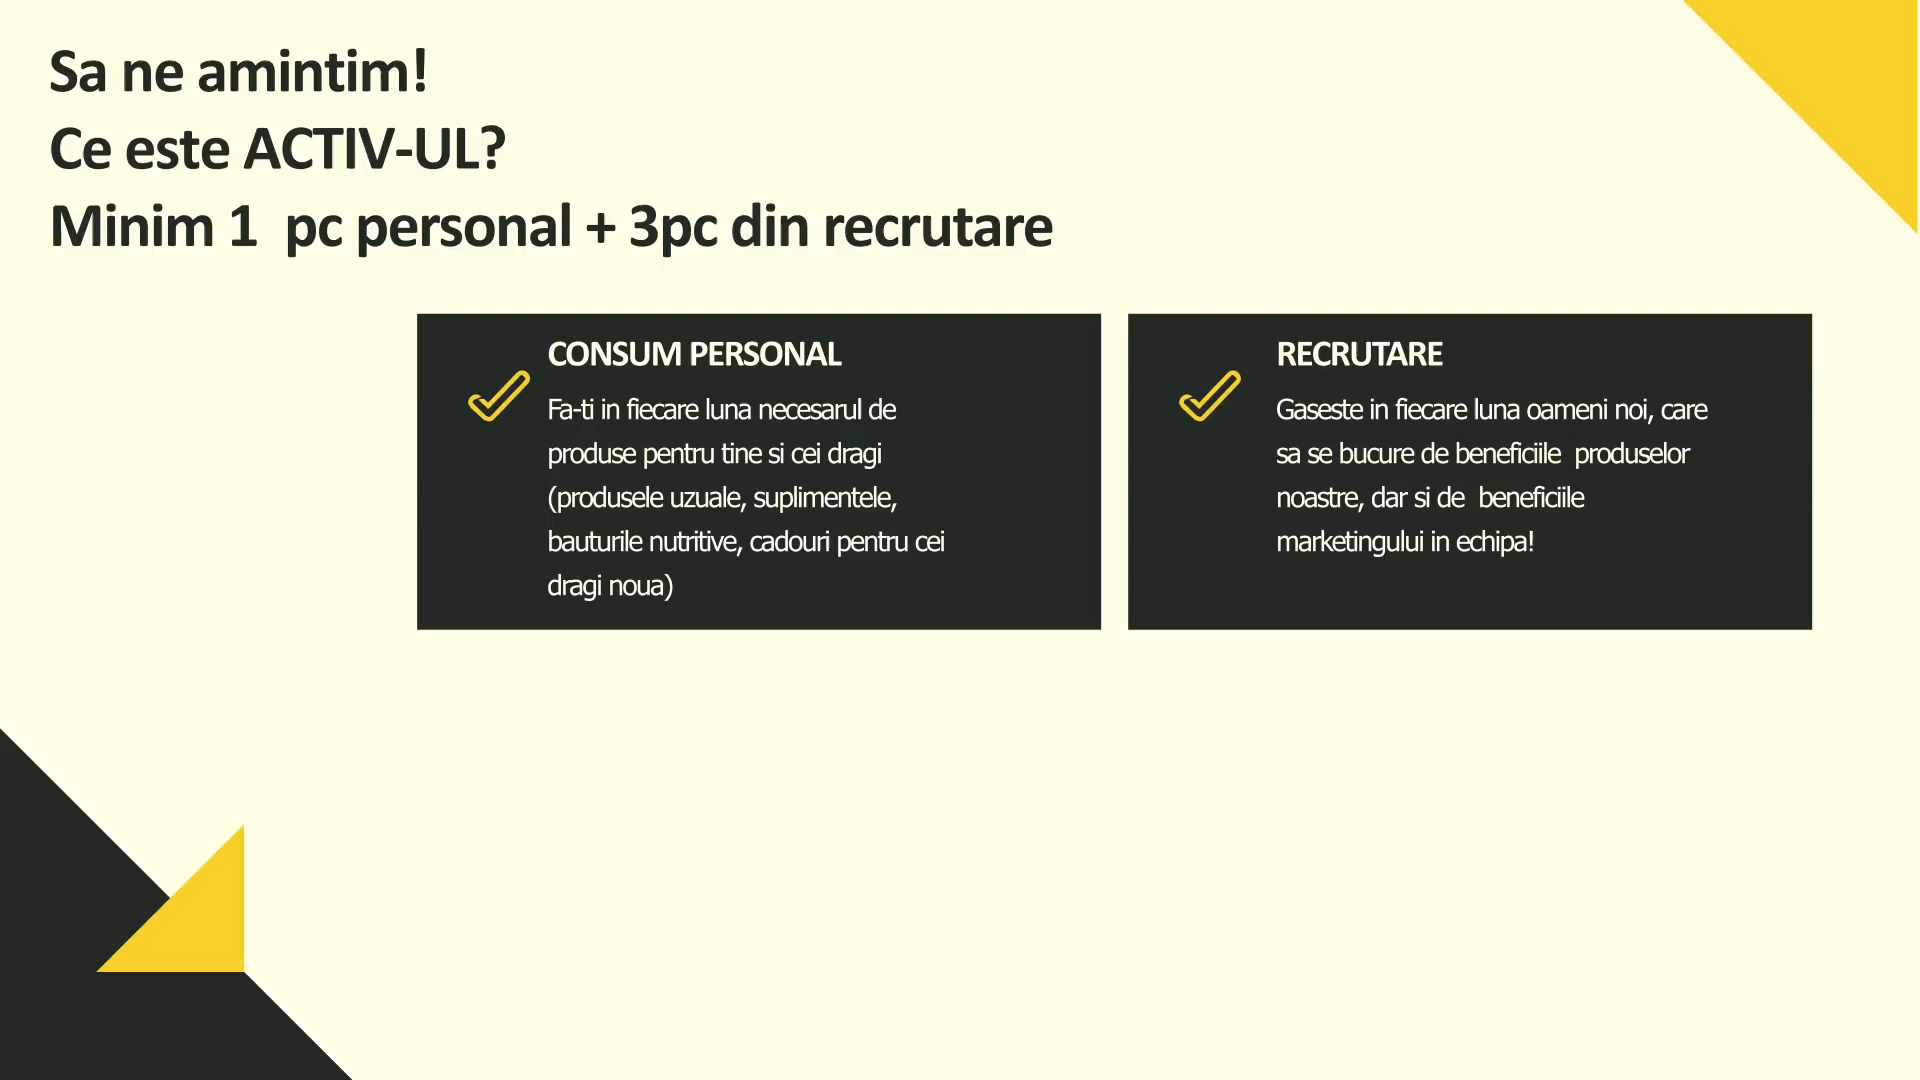 Sa ne amintim!
Ce este ACTIV-UL?
Minim 1  pc personal + 3pc din recrutare
CONSUM PERSONAL
Fa-ti in fiecare luna necesarul de
produse pentru tine si cei dragi
(produsele uzuale, suplimentele,
bauturile nutritive, cadouri pentru cei
dragi noua)
RECRUTARE
Gaseste in fiecare luna oameni noi, care
sa se bucure de beneficiile  produselor
noastre, dar si de  beneficiile
marketingului in echipa!